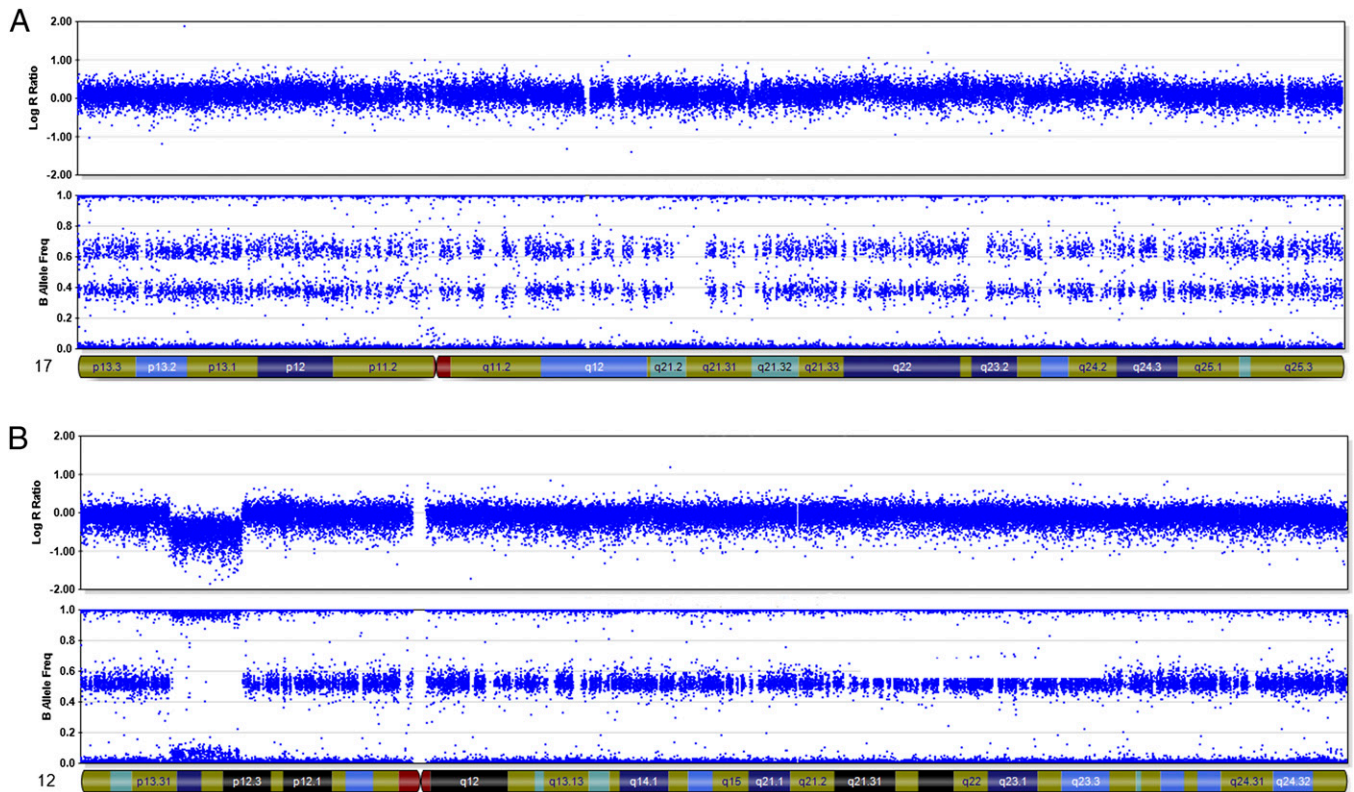 A
2.00
1.00
0.00
-1.00
-2.00
Log R Ratio
1.0
0.8
0.6
0.4
0.2
0.0
B Allele Freq
17 p13.3 p13.2 p13.1 p12 p11.2 q11.2 q12 q21.2 q21.31 q21.32 q21.33 q22 q23.2 q24.2 q24.3 q25.1 q25.3
B
2.00
1.00
0.00
-1.00
-2.00
Log R Ratio
1.0
0.8
0.6
0.4
0.2
0.0
B Allele Freq
12 p13.31 p12.3 p12.1 q12 q13.13 q14.1 q15 q21.1 q21.2 q21.31 q22 q23.1 q23.3 q24.31 q24.32